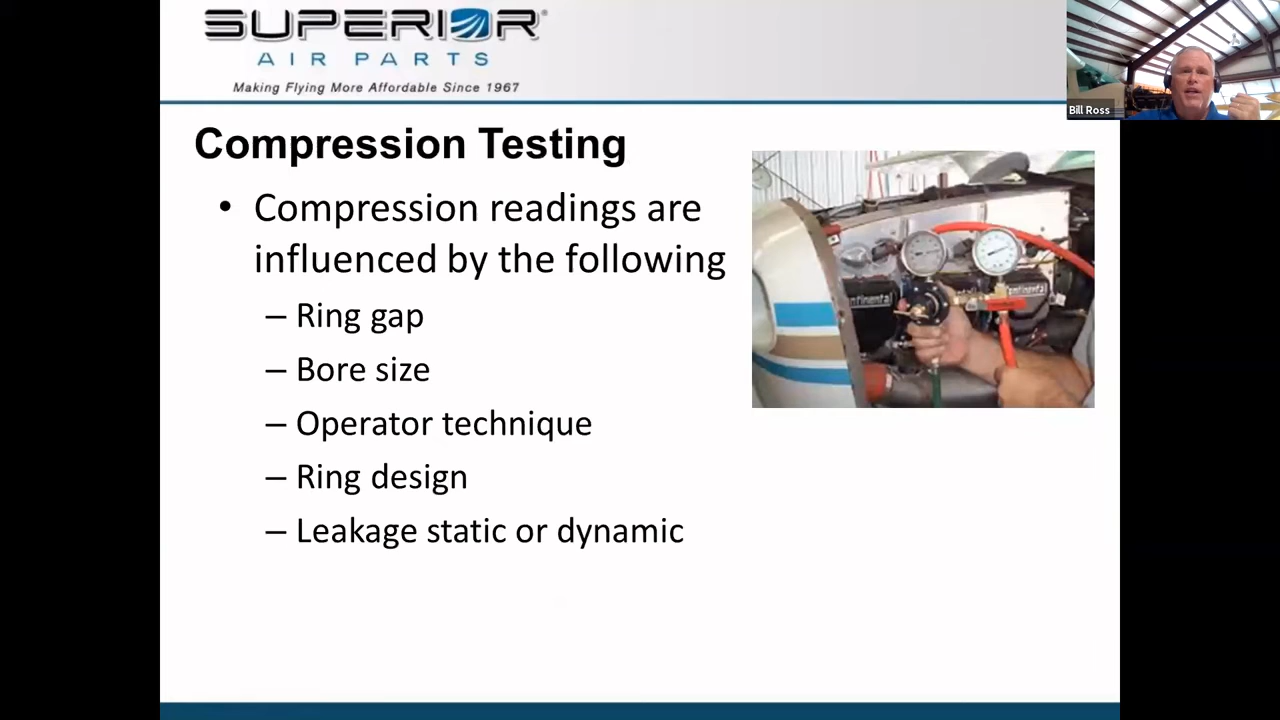 SUPERIOR®
AIR PARTS
Making Flying More Affordable Since 1967
Bill Ross
Compression Testing
• Compression readings are
influenced by the following
– Ring gap
– Bore size
– Operator technique
– Ring design
– Leakage static or dynamic
Continental